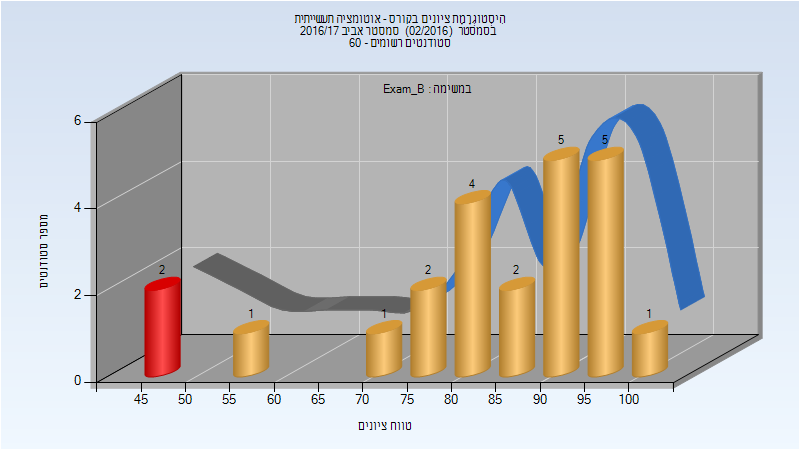 היסטוגרמת ציונים בקורס - אוטומציה תעשייתית
בסמסטר (02/2016) סמסטר אביב 2016/17
סטודנטים רשומים - 60
במשימה : Exam_B
מספר סטודנטים
6
4
2
0
2
1
1
2
4
2
5
5
1
45 50 55 60 65 70 75 80 85 90 95 100
טווח ציונים